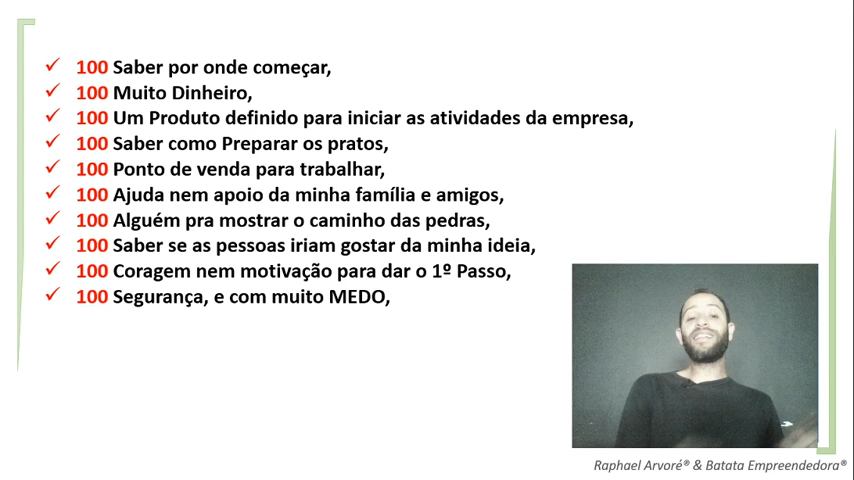 100 Saber por onde começar,
100 Muito Dinheiro,
100 Um Produto definido para iniciar as atividades da empresa,
100 Saber como Preparar os pratos,
100 Ponto de venda para trabalhar,
100 Ajuda nem apoio da minha família e amigos,
100 Alguém pra mostrar o caminho das pedras,
100 Saber se as pessoas iriam gostar da minha ideia,
100 Coragem nem motivação para dar o 1º Passo,
100 Segurança, e com muito MEDO,
Raphael Arvoré® & Batata Empreendedora®